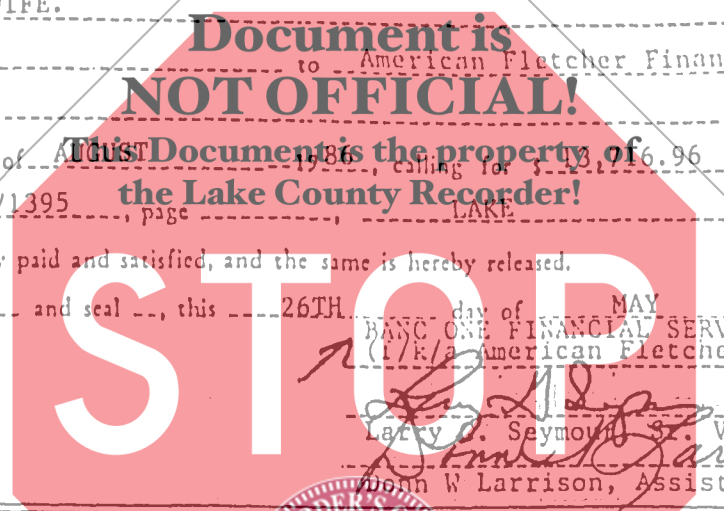 WIFE.
Document is
to American Fletcher Finan
NOT OFFICIAL!
This Document is the property of
of AUGUST 1986, calling for $ 13,716.96
the Lake County Recorder!
/1395, page , LAKE
paid and satisfied, and the same is hereby released.
STOP
and seal , this 26TH day of MAY
BANC ONE FINANCIAL SERV
(f/k/a American Fletche
Larry G. Seymour, Sr. V
Donn W Larrison, Assist